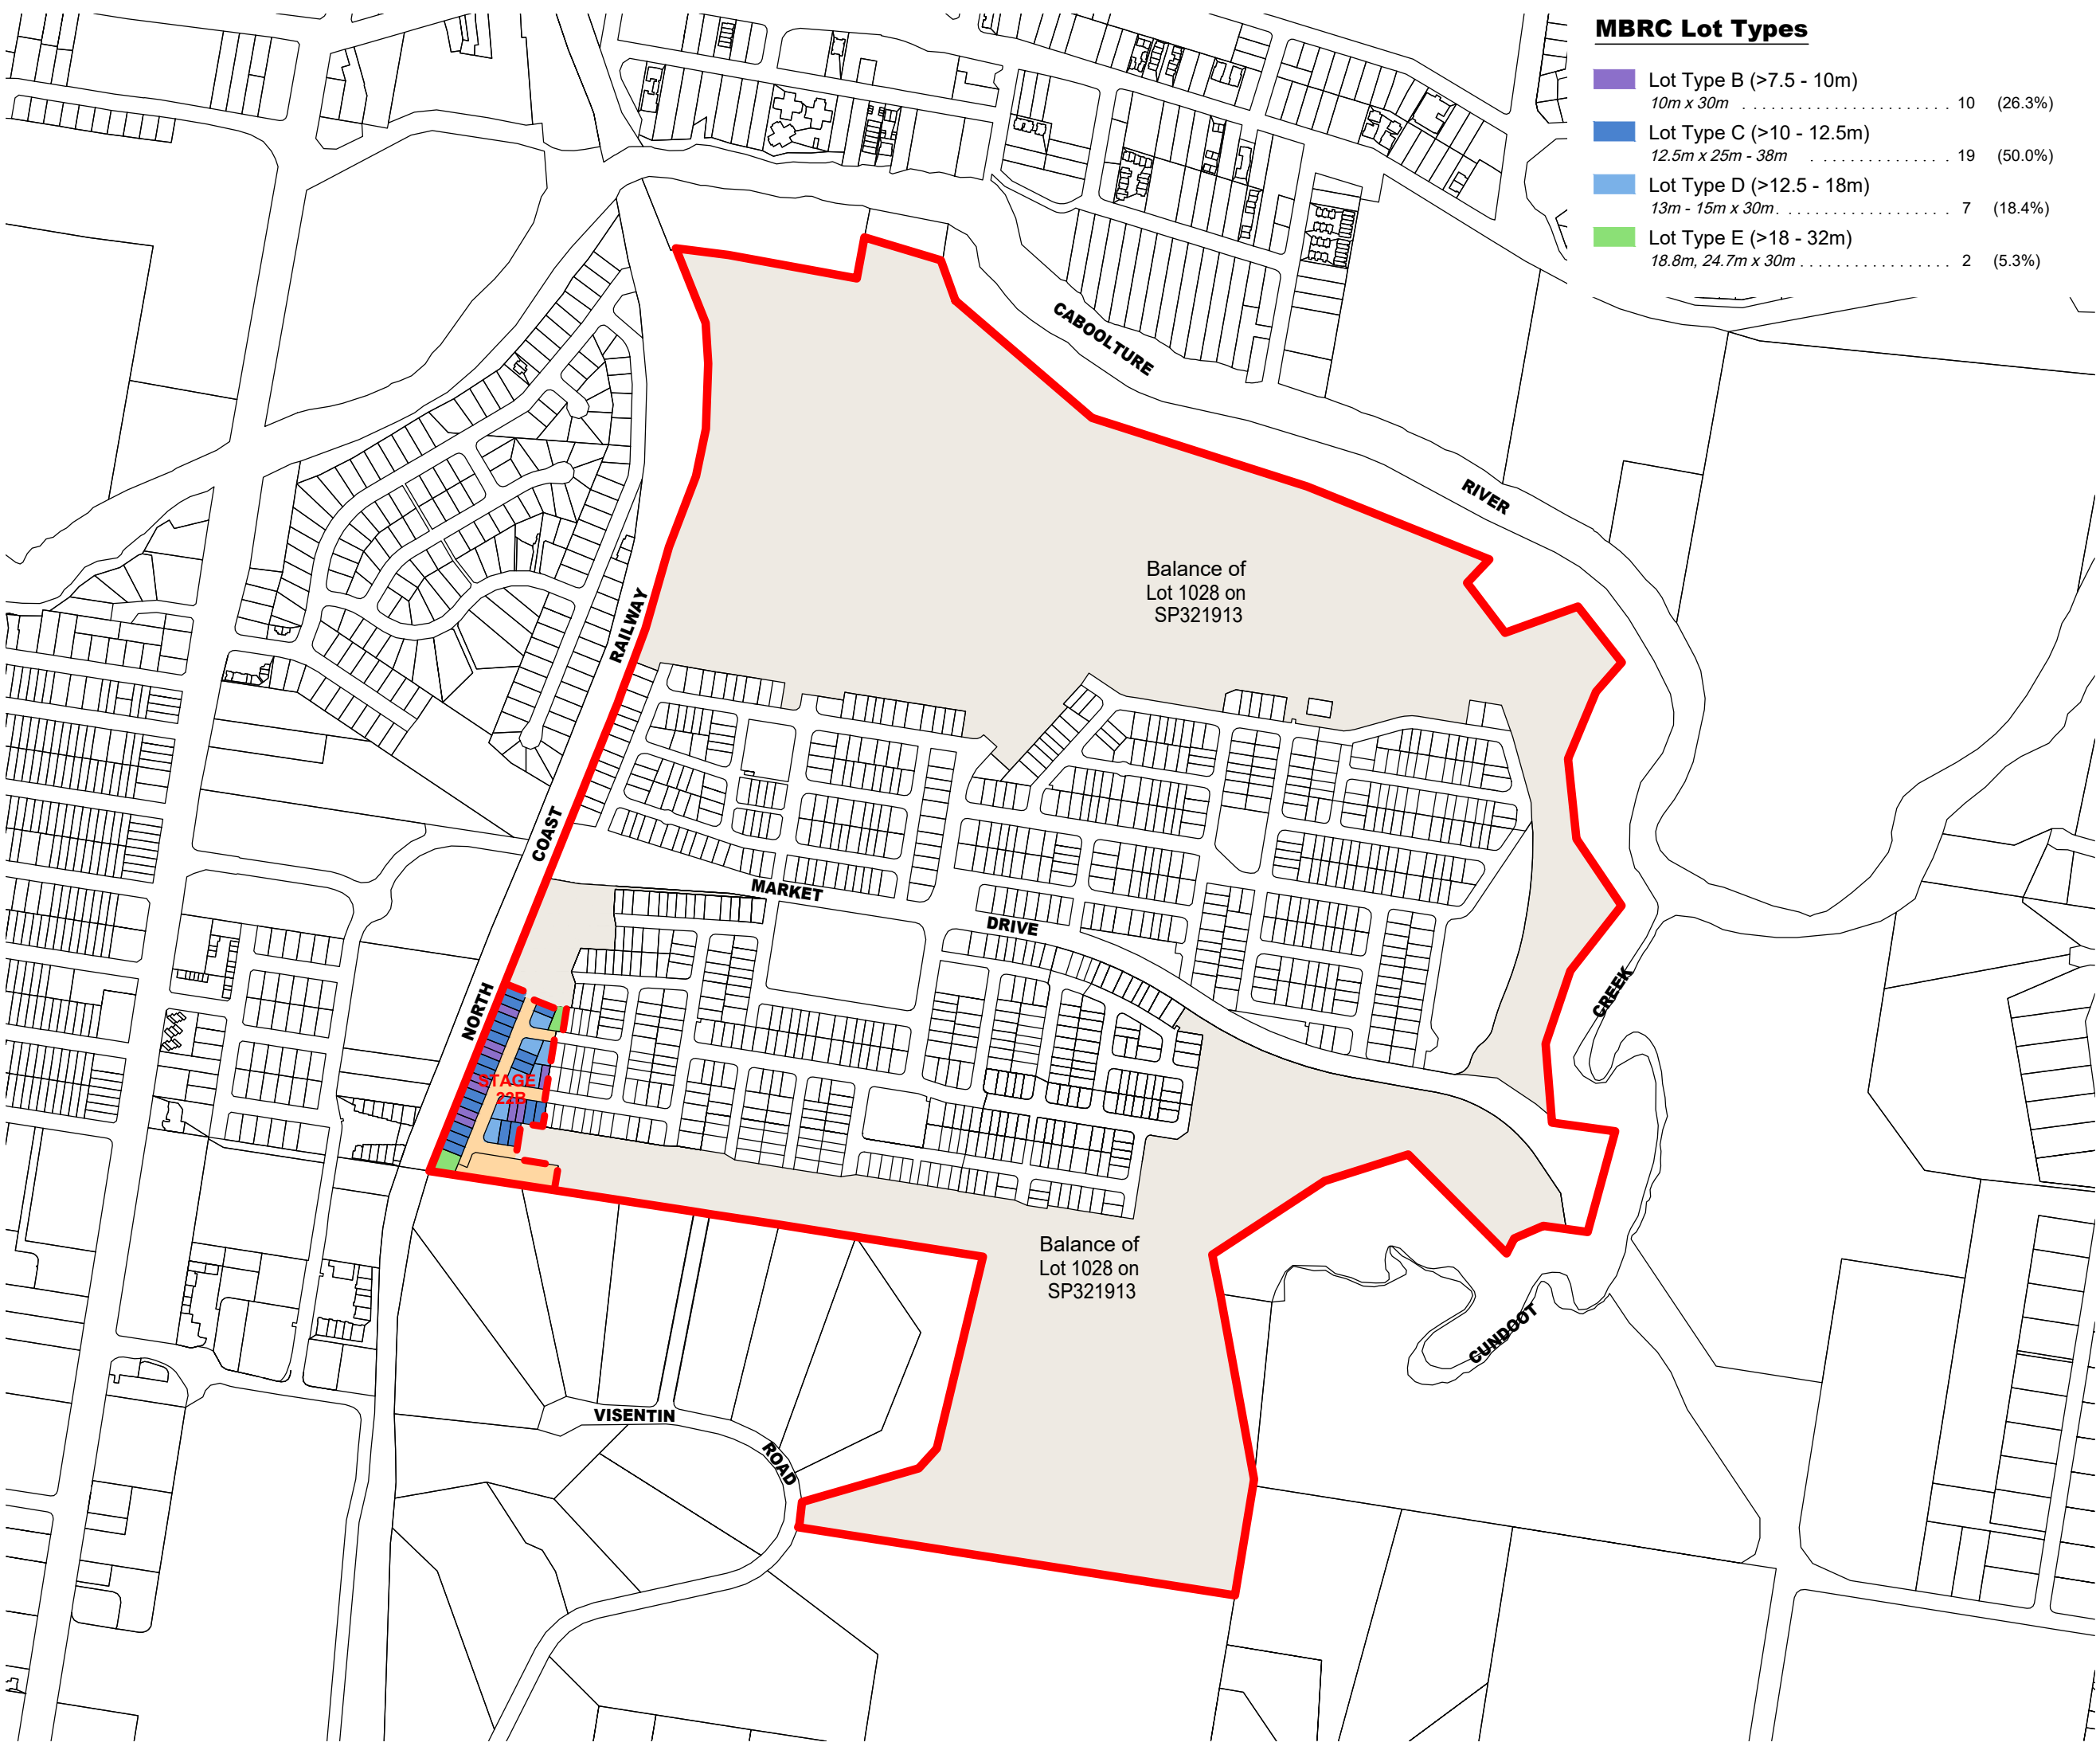 MBRC Lot Types
Lot Type B (>7.5 - 10m)
10m x 30m . . . . . . . . . . . . . . . . . . . . . . . 10 (26.3%)
Lot Type C (>10 - 12.5m)
12.5m x 25m - 38m . . . . . . . . . . . . . . . . 19 (50.0%)
Lot Type D (>12.5 - 18m)
13m - 15m x 30m . . . . . . . . . . . . . . . . . . . 7 (18.4%)
Lot Type E (>18 - 32m)
18.8m, 24.7m x 30m . . . . . . . . . . . . . . . . . 2 (5.3%)
CABOOLTURE
RIVER
Balance of
Lot 1028 on
SP321913
RAILWAY
COAST
NORTH
MARKET
DRIVE
CREEK
STAGE
22B
Balance of
Lot 1028 on
SP321913
CUNDOOT
VISENTIN
ROAD